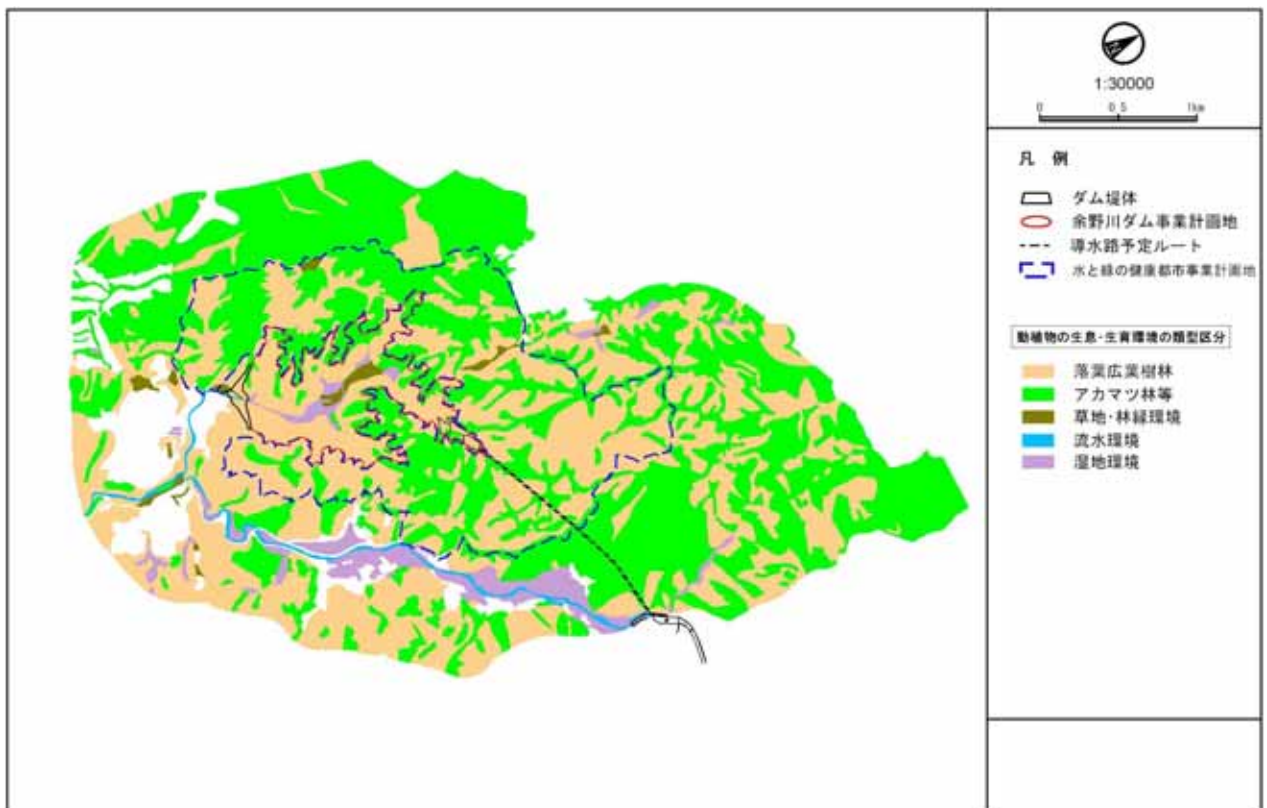 1:30000
0 0.5 1km
凡 例
ダム堤体
余野川ダム事業計画地
導水路予定ルート
水と緑の健康都市事業計画地
動植物の生息・生育環境の類型区分
落葉広葉樹林
アカマツ林等
草地・林縁環境
流水環境
湿地環境